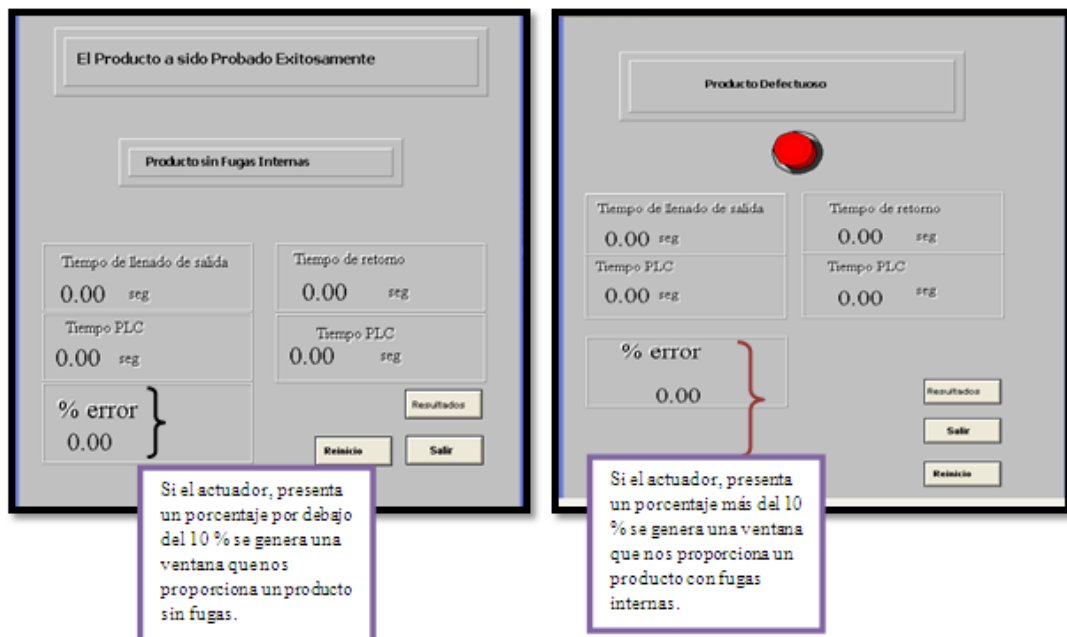 El Producto a sido Probado Exitosamente
Producto sin Fugas Internas
Tiempo de llenado de salida
0.00 seg
Tiempo de retorno
0.00 seg
Tiempo PLC
0.00 seg
Tiempo PLC
0.00 seg
% error
0.00
Resultados
Reinicio
Salir
Si el actuador, presenta
un porcentaje por debajo
del 10 % se genera una
ventana que nos
proporciona un producto
sin fugas.
Producto Defectuoso
Tiempo de llenado de salida
0.00 seg
Tiempo de retorno
0.00 seg
Tiempo PLC
0.00 seg
Tiempo PLC
0.00 seg
% error
0.00
Resultados
Salir
Reinicio
Si el actuador, presenta
un porcentaje más del 10
% se genera una ventana
que nos proporciona un
producto con fugas
internas.